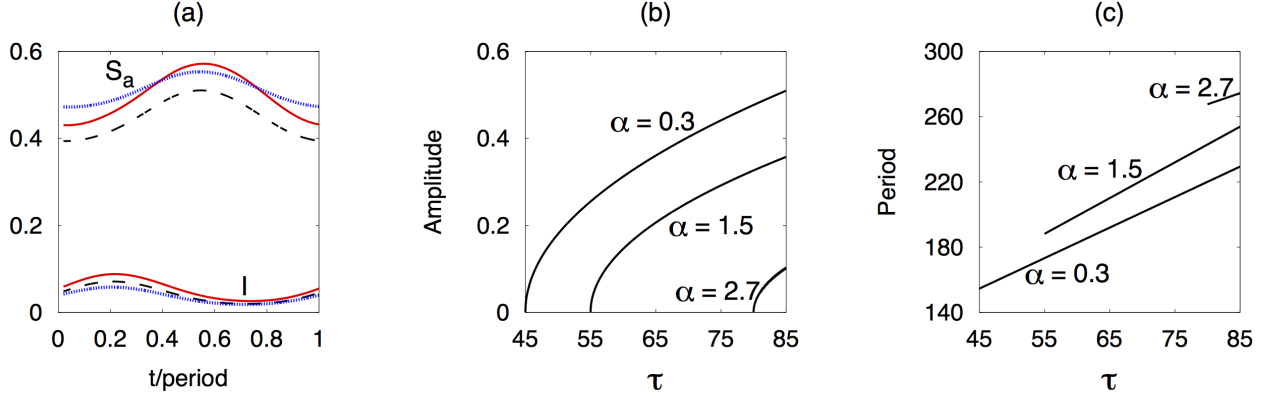 (a)
0.6
0.4
0.2
0
S_a
I
0 0.2 0.4 0.6 0.8 1
t/period
(b)
0.6
0.4
0.2
0
Amplitude
α = 0.3
α = 1.5
α = 2.7
45 55 65 75 85
τ
(c)
300
260
220
180
140
Period
α = 2.7
α = 1.5
α = 0.3
45 55 65 75 85
τ